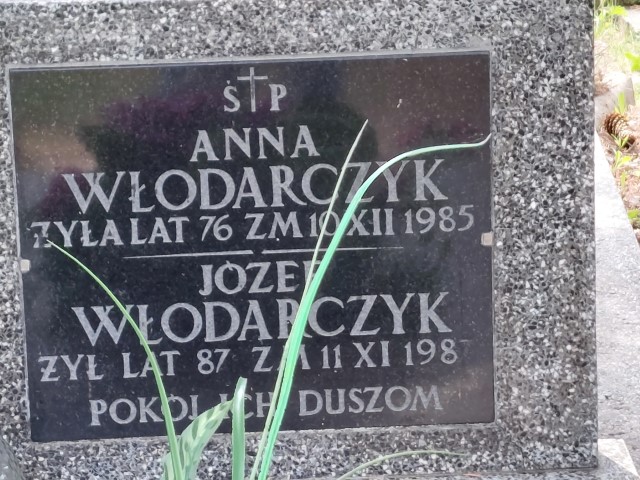 Ś P
ANNA
WŁODARCZYK
ŻYŁA LAT 76 ZM 10 XII 1985
JÓZEF
WŁODARCZYK
ŻYŁ LAT 87 ZM 11 XI 1987
POKÓJ ICH DUSZOM